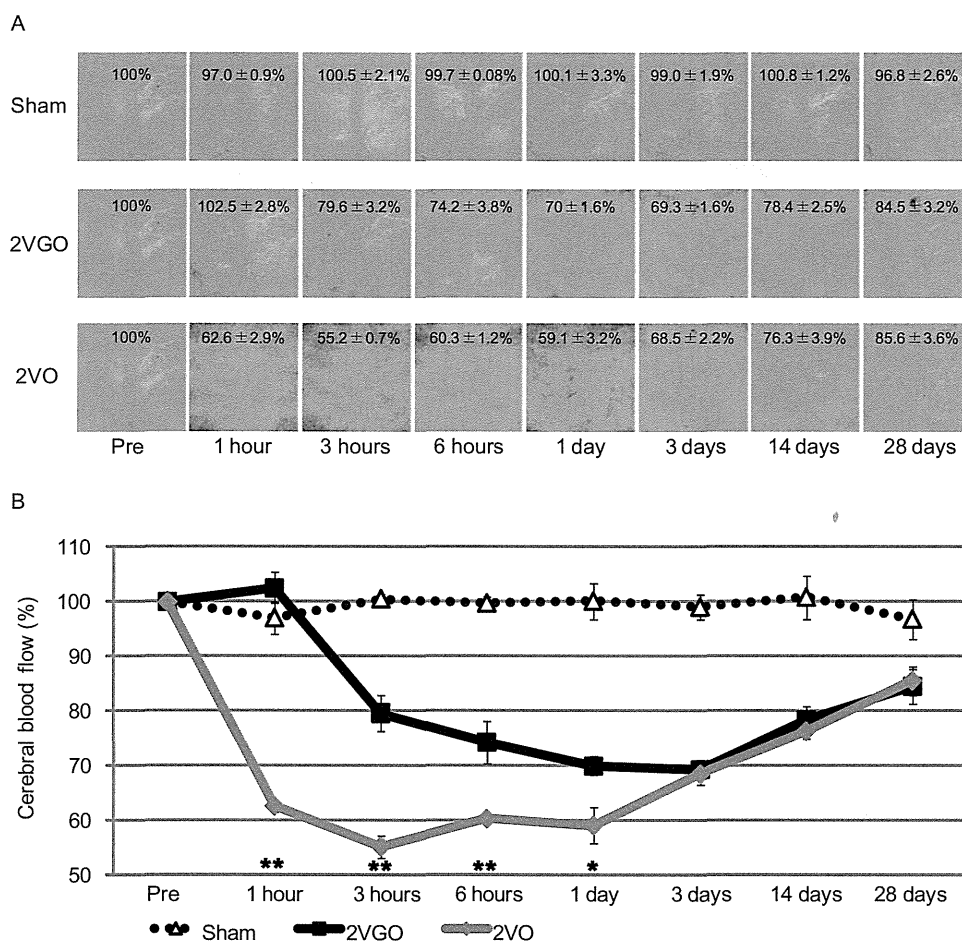 A
Sham 100% 97.0±0.9% 100.5±2.1% 99.7±0.08% 100.1±3.3% 99.0±1.9% 100.8±1.2% 96.8±2.6%
2VGO 100% 102.5±2.8% 79.6±3.2% 74.2±3.8% 70±1.6% 69.3±1.6% 78.4±2.5% 84.5±3.2%
2VO 100% 62.6±2.9% 55.2±0.7% 60.3±1.2% 59.1±3.2% 68.5±2.2% 76.3±3.9% 85.6±3.6%
Pre 1 hour 3 hours 6 hours 1 day 3 days 14 days 28 days
B
Cerebral blood flow (%)
110
100
90
80
70
60
50
** ** ** *
Pre 1 hour 3 hours 6 hours 1 day 3 days 14 days 28 days
Sham 2VGO 2VO